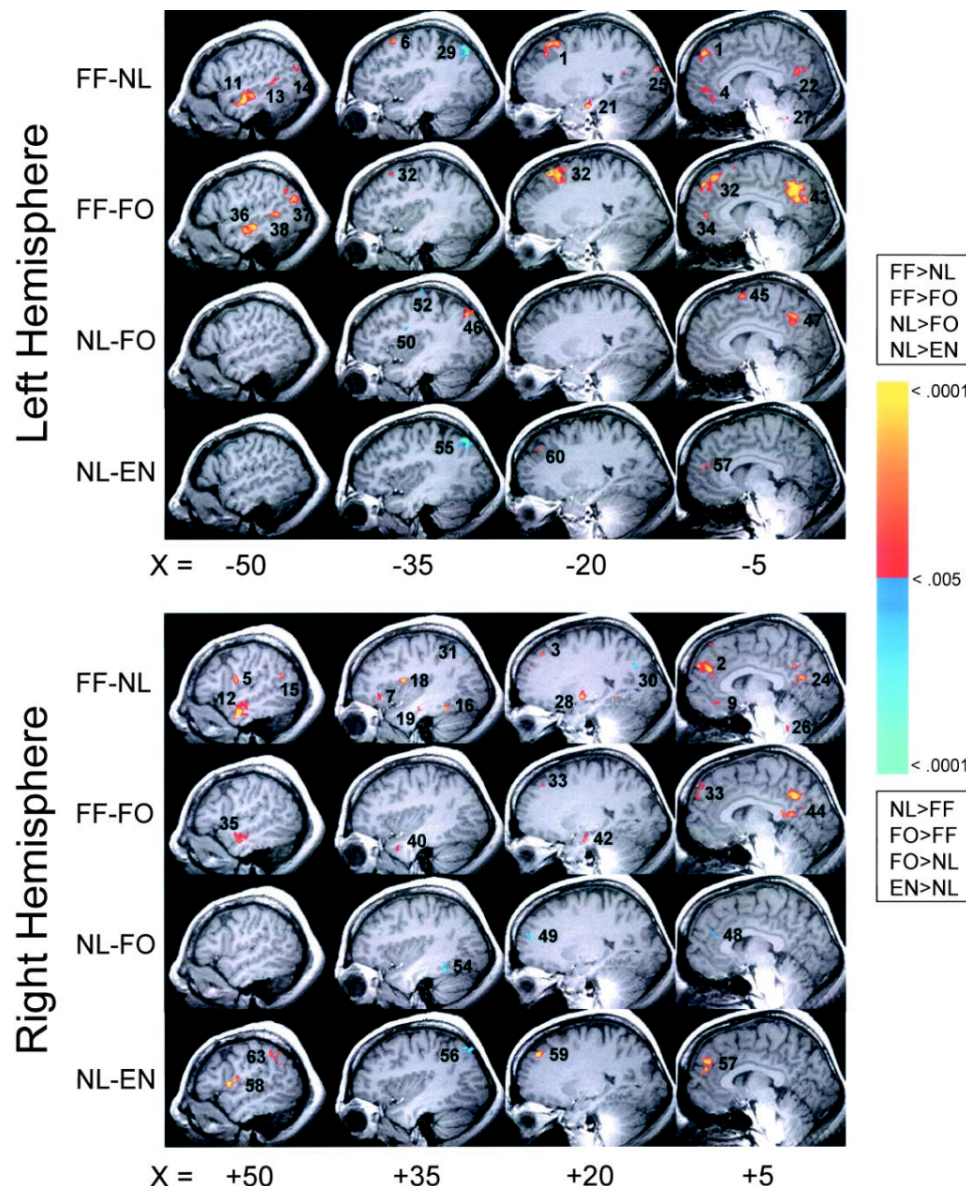 Left Hemisphere
FF-NL
11 13 14 6 29 1 21 25 1 4 22 27
FF-FO
36 37 38 32 32 32 34 43
NL-FO
52 50 46 45 47
NL-EN
55 60 57
X = -50 -35 -20 -5
Right Hemisphere
FF-NL
5 12 15 31 18 7 19 16 3 28 30 2 9 24 26
FF-FO
35 40 33 42 33 44
NL-FO
54 49 48
NL-EN
63 58 56 59 57
X = +50 +35 +20 +5
FF>NL
FF>FO
NL>FO
NL>EN
< .0001
< .005
< .0001
NL>FF
FO>FF
FO>NL
EN>NL